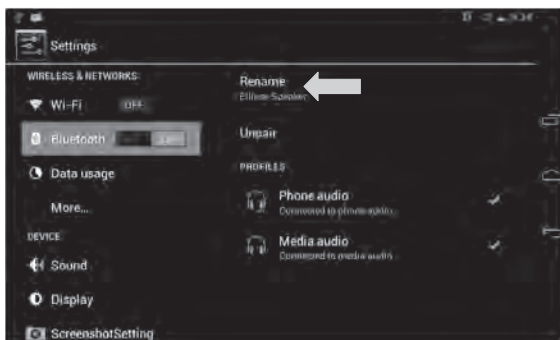 Settings
WIRELESS & NETWORKS
Wi-Fi OFF
Bluetooth
Data usage
More...
DEVICE
Sound
Display
ScreenshotSetting
Rename
Speaker
Unpair
PROFILES
Phone audio
Connected to phone audio
Media audio
Connected to media audio